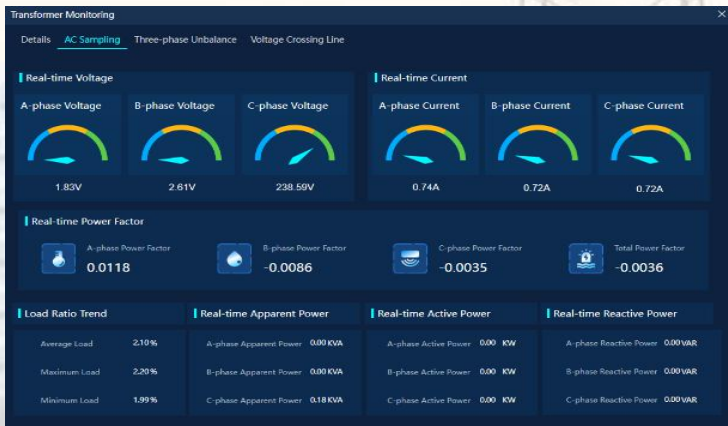 Transformer Monitoring
Details AC Sampling Three-phase Unbalance Voltage Crossing Line
Real-time Voltage
A-phase Voltage B-phase Voltage C-phase Voltage
1.83V 2.61V 238.59V
Real-time Current
A-phase Current B-phase Current C-phase Current
0.74A 0.72A 0.72A
Real-time Power Factor
A-phase Power Factor
0.0118
B-phase Power Factor
-0.0086
C-phase Power Factor
-0.0035
Total Power Factor
-0.0036
Load Ratio Trend
Average Load 2.10%
Maximum Load 2.20%
Minimum Load 1.99%
Real-time Apparent Power
A-phase Apparent Power 0.00 KVA
B-phase Apparent Power 0.00 KVA
C-phase Apparent Power 0.18 KVA
Real-time Active Power
A-phase Active Power 0.00 KW
B-phase Active Power 0.00 KW
C-phase Active Power 0.00 KW
Real-time Reactive Power
A-phase Reactive Power 0.00 VAR
B-phase Reactive Power 0.00 VAR
C-phase Reactive Power 0.00 VAR